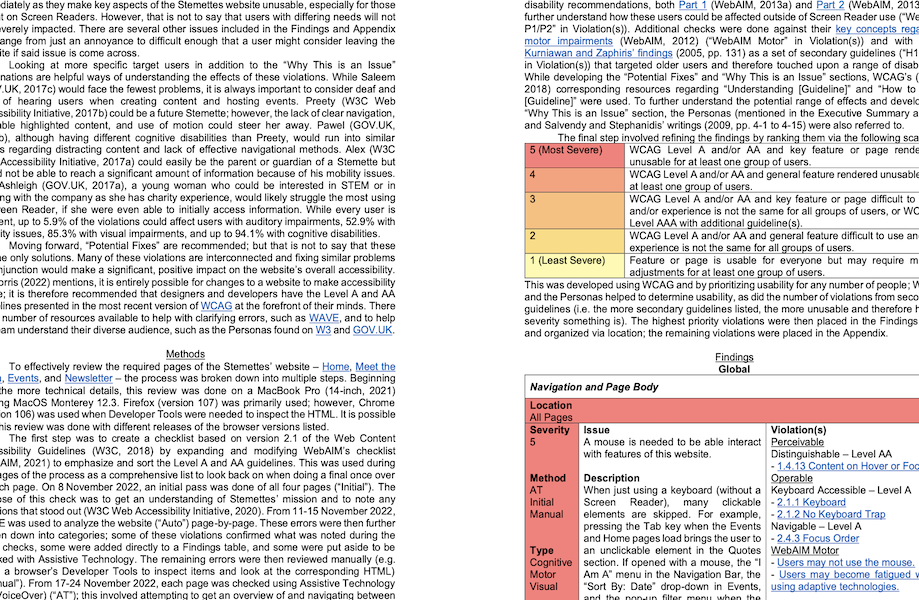 ediately as they make aspects of the Stemettes website unusable, especially for those
t on Screen Readers. However, that is not to say that users with differing needs will not
everely impacted. There are several other issues included in the Findings and Appendix
range from just an annoyance to difficult enough that a user might consider leaving the
ite if said issue is come across.
Looking at more specific target users in addition to the “Why This is an Issue”
nations are helpful ways of understanding the effects of these violations. While Saleem
V.UK, 2017c) would face the fewest problems, it is always important to consider deaf and
of hearing users when creating content and hosting events. Preety (W3C Web
ssibility Initiative, 2017b) could be a future Stemette; however, the lack of clear navigation,
able highlighted content, and use of motion could steer her away. Pawel (GOV.UK,
b), although having different cognitive disabilities than Preety, would run into similar
s regarding distracting content and lack of effective navigational methods. Alex (W3C
Accessibility Initiative, 2017a) could easily be the parent or guardian of a Stemette but
d not be able to reach a significant amount of information because of his mobility issues.
Ashleigh (GOV.UK, 2017a), a young woman who could be interested in STEM or in
ng with the company as she has charity experience, would likely struggle the most using
reen Reader, if she were even able to initially access information. While every user is
ent, up to 5.9% of the violations could affect users with auditory impairments, 52.9% with
ity issues, 85.3% with visual impairments, and up to 94.1% with cognitive disabilities.
Moving forward, “Potential Fixes” are recommended; but that is not to say that these
he only solutions. Many of these violations are interconnected and fixing similar problems
njunction would make a significant, positive impact on the website’s overall accessibility.
orris (2022) mentions, it is entirely possible for changes to a website to make accessibility
e; it is therefore recommended that designers and developers have the Level A and AA
elines presented in the most recent version of WCAG at the forefront of their minds. There
number of resources available to help with clarifying errors, such as WAVE, and to help
eam understand their diverse audience, such as the Personas found on W3 and GOV.UK.
Methods
To effectively review the required pages of the Stemettes’ website – Home, Meet the
, Events, and Newsletter – the process was broken down into multiple steps. Beginning
the more technical details, this review was done on a MacBook Pro (14-inch, 2021)
ng MacOS Monterey 12.3. Firefox (version 107) was primarily used; however, Chrome
on 106) was used when Developer Tools were needed to inspect the HTML. It is possible
this review was done with different releases of the browser versions listed.
The first step was to create a checklist based on version 2.1 of the Web Content
ssibility Guidelines (W3C, 2018) by expanding and modifying WebAIM’s checklist
AIM, 2021) to emphasize and sort the Level A and AA guidelines. This was used during
ages of the process as a comprehensive list to look back on when doing a final once over
ch page. On 8 November 2022, an initial pass was done of all four pages (“Initial”). The
ose of this check was to get an understanding of Stemettes’ mission and to note any
tions that stood out (W3C Web Accessibility Initiative, 2020). From 11-15 November 2022,
E was used to analyze the website (“Auto”) page-by-page. These errors were then further
en down into categories; some of these violations confirmed what was noted during the
checks, some were added directly to a Findings table, and some were put aside to be
ked with Assistive Technology. The remaining errors were then reviewed manually (e.g.
a browser’s Developer Tools to inspect items and look at the corresponding HTML)
nual”). From 17-24 November 2022, each page was checked using Assistive Technology
VoiceOver) (“AT”); this involved attempting to get an overview of and navigating between
disability recommendations, both Part 1 (WebAIM, 2013a) and Part 2 (WebAIM, 2013
further understand how these users could be affected outside of Screen Reader use (“We
P1/P2” in Violation(s)). Additional checks were done against their key concepts rega
motor impairments (WebAIM, 2012) (“WebAIM Motor” in Violation(s)) and with
Kurniawan and Zaphiris’ findings (2005, pp. 131) as a set of secondary guidelines (“H1
in Violation(s)) that targeted older users and therefore touched upon a range of disab
While developing the “Potential Fixes” and “Why This is an Issue” sections, WCAG’s (
2018) corresponding resources regarding “Understanding [Guideline]” and “How to
[Guideline]” were used. To further understand the potential range of effects and develo
“Why This is an Issue” section, the Personas (mentioned in the Executive Summary a
and Salvendy and Stephanidis’ writings (2009, pp. 4-1 to 4-15) were also referred to.
The final step involved refining the findings by ranking them via the following sca
5 (Most Severe) WCAG Level A and/or AA and key feature or page rende
unusable for at least one group of users.
4 WCAG Level A and/or AA and general feature rendered unusable
at least one group of users.
3 WCAG Level A and/or AA and key feature or page difficult to
and/or experience is not the same for all groups of users, or WC
Level AAA with additional guideline(s).
2 WCAG Level A and/or AA and general feature difficult to use an
experience is not the same for all groups of users.
1 (Least Severe) Feature or page is usable for everyone but may require m
adjustments for at least one group of users.
This was developed using WCAG and by prioritizing usability for any number of people; W
and the Personas helped to determine usability, as did the number of violations from seco
guidelines (i.e. the more secondary guidelines listed, the more unusable and therefore h
severity something is). The highest priority violations were then placed in the Findings
and organized via location; the remaining violations were placed in the Appendix.
Findings
Global
Navigation and Page Body
Location
All Pages
Severity
5
Method
AT
Initial
Manual
Type
Cognitive
Motor
Visual
Issue
A mouse is needed to be able interact
with features of this website.
Description
When just using a keyboard (without a
Screen Reader), many clickable
elements are skipped. For example,
pressing the Tab key when the Events
and Home pages load brings the user to
an unclickable element in the Quotes
section. If opened with a mouse, the “I
Am A” menu in the Navigation Bar, the
“Sort By: Date” drop-down in Events,
and the pop-up filter menu when the
Violation(s)
Perceivable
Distinguishable – Level AA
- 1.4.13 Content on Hover or Foc
Operable
Keyboard Accessible – Level A
- 2.1.1 Keyboard
- 2.1.2 No Keyboard Trap
Navigable – Level A
- 2.4.3 Focus Order
WebAIM Motor
- Users may not use the mouse.
- Users may become fatigued w
using adaptive technologies.